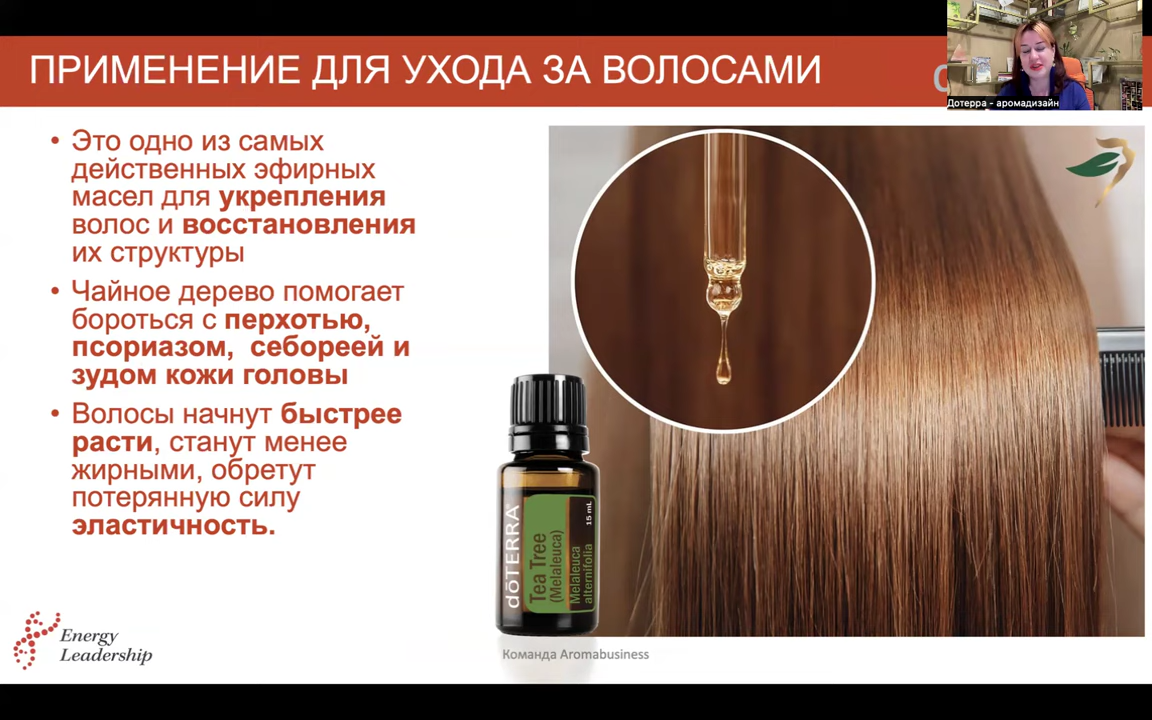 ПРИМЕНЕНИЕ ДЛЯ УХОДА ЗА ВОЛОСАМИ
Дотерра - аромадизайн
• Это одно из самых
действенных эфирных
масел для укрепления
волос и восстановления
их структуры
• Чайное дерево помогает
бороться с перхотью,
псориазом, себореей и
зудом кожи головы
• Волосы начнут быстрее
расти, станут менее
жирными, обретут
потерянную силу
эластичность.
dōTERRA
Tea Tree
(Melaleuca)
Melaleuca
alternifolia
15 mL
Energy
Leadership
Команда Aromabusiness